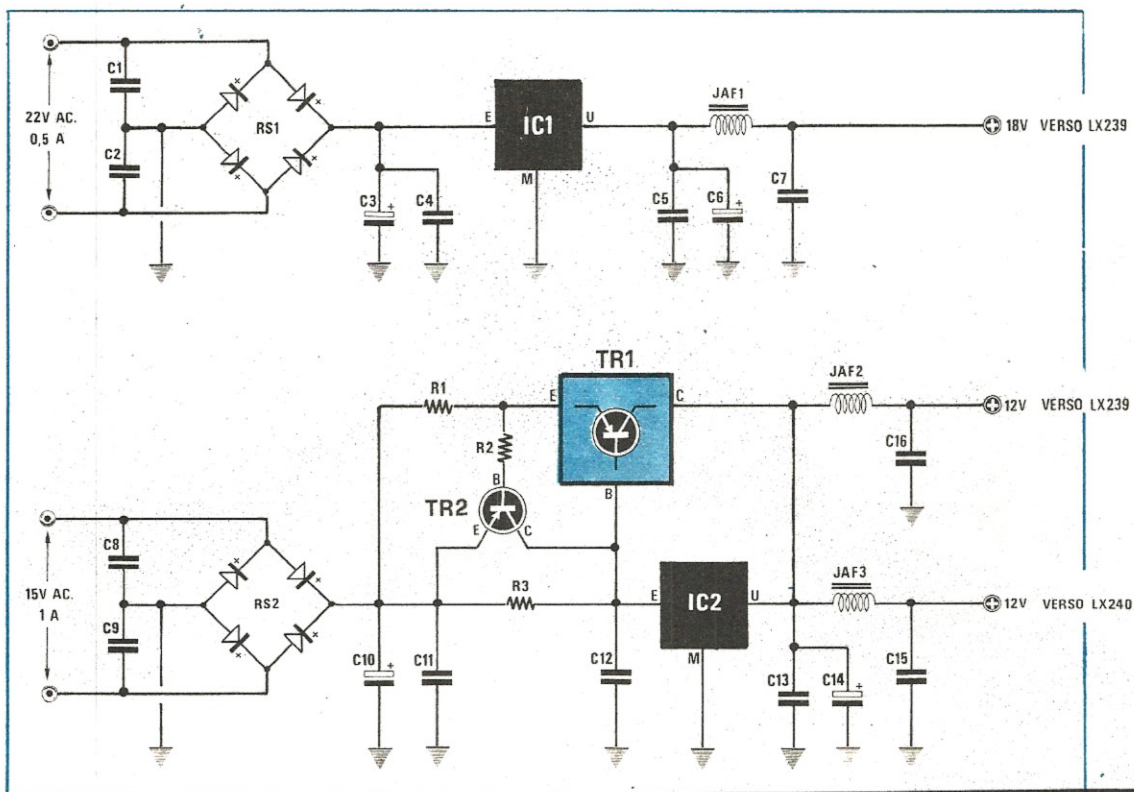 C1
22V AC.
0,5 A
C2
RS1
C3
+
C4
E
IC1
U
M
JAF1
C5
C6
+
C7
18V VERSO LX239
TR1
R1
E
C
B
R2
B
TR2
E
C
JAF2
C16
12V VERSO LX239
C8
15V AC.
1 A
C9
RS2
R3
C10
+
C11
C12
E
IC2
U
M
JAF3
C13
C14
+
C15
12V VERSO LX240